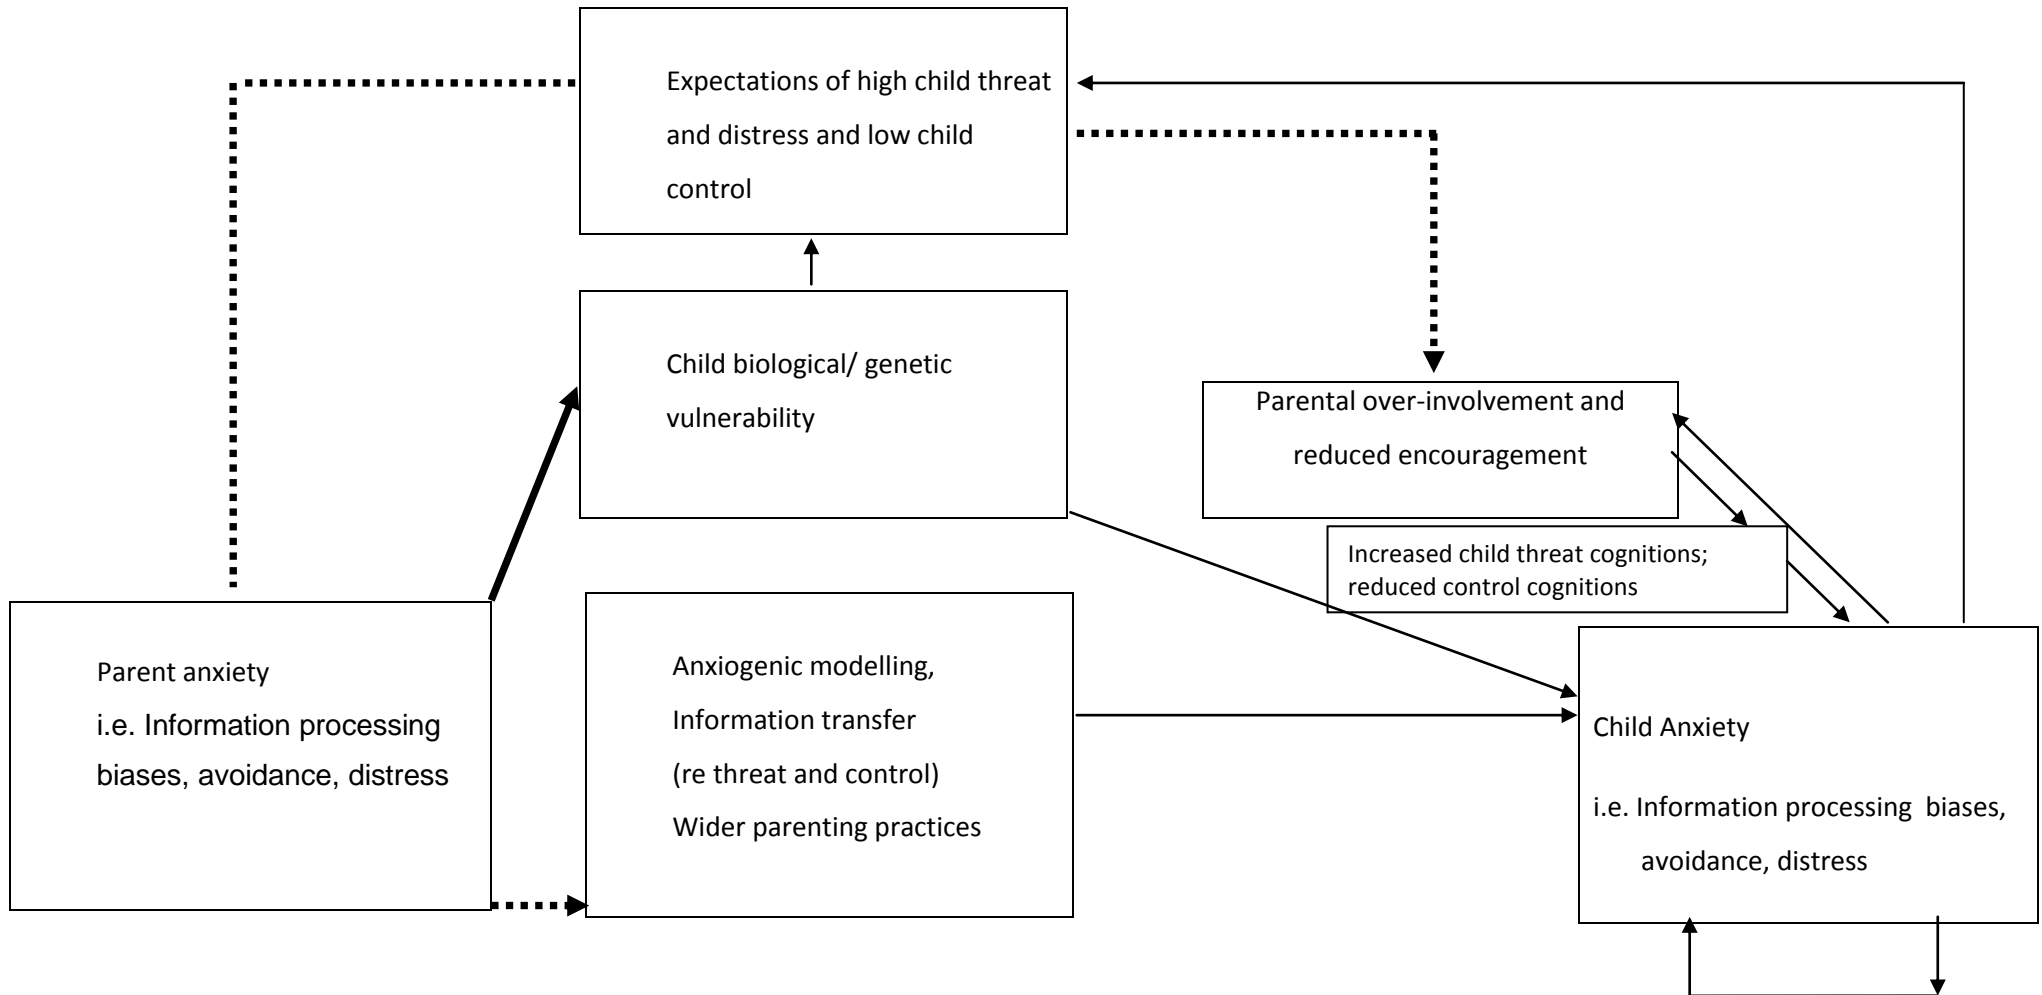 Expectations of high child threat
and distress and low child
control
Child biological/ genetic
vulnerability
Parental over-involvement and
reduced encouragement
Increased child threat cognitions;
reduced control cognitions
Parent anxiety
i.e. Information processing
biases, avoidance, distress
Anxiogenic modelling,
Information transfer
(re threat and control)
Wider parenting practices
Child Anxiety
i.e. Information processing  biases,
avoidance, distress